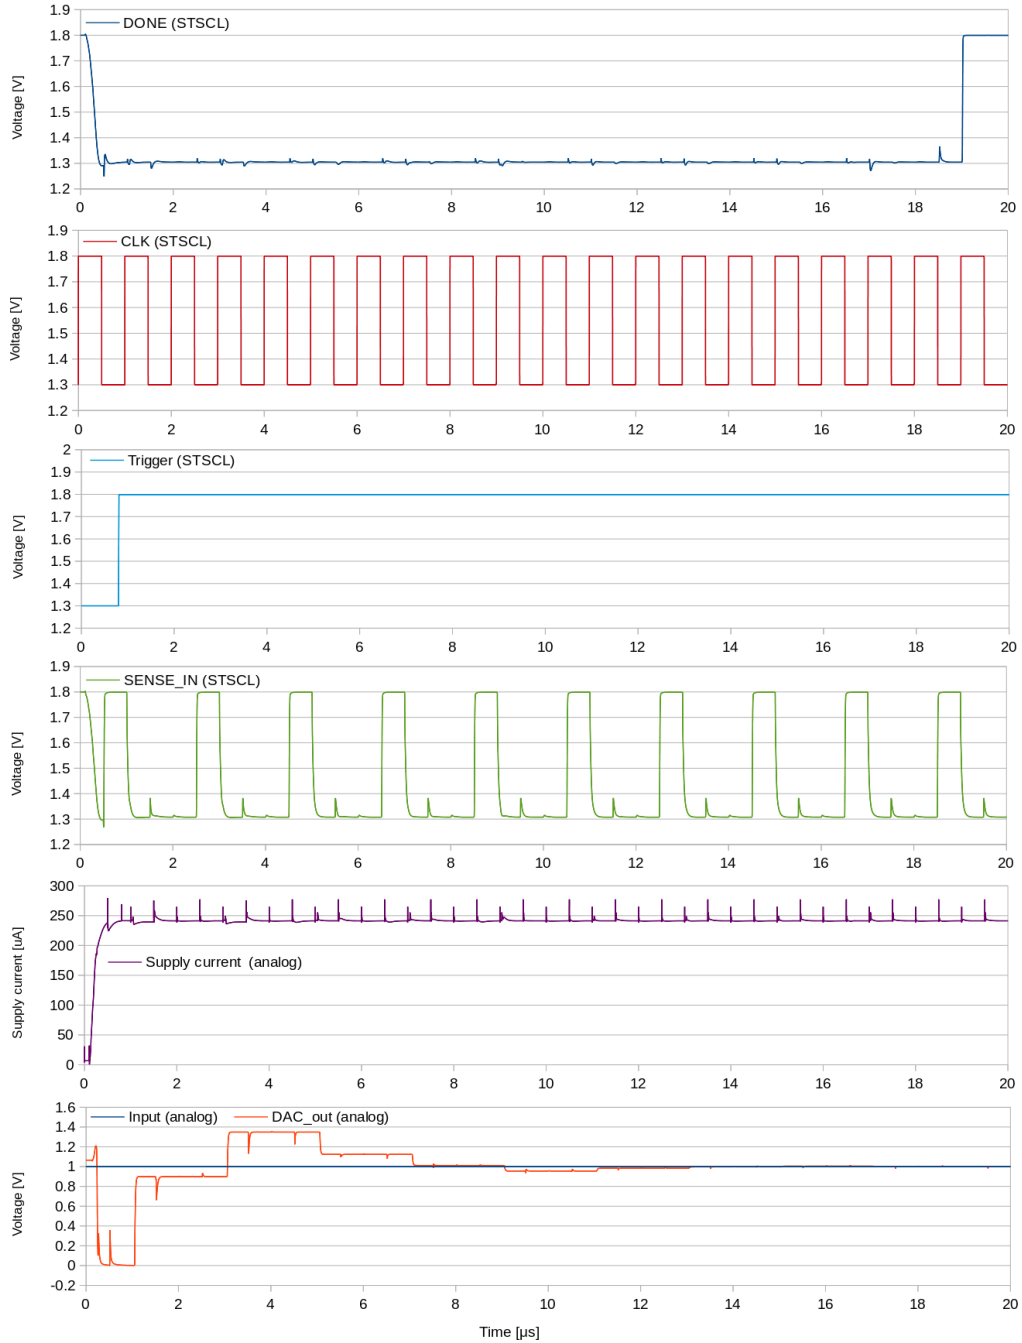 DONE (STSCL)
Voltage [V]
1.9
1.8
1.7
1.6
1.5
1.4
1.3
1.2
0 2 4 6 8 10 12 14 16 18 20
CLK (STSCL)
Voltage [V]
1.9
1.8
1.7
1.6
1.5
1.4
1.3
1.2
0 2 4 6 8 10 12 14 16 18 20
Trigger (STSCL)
Voltage [V]
2
1.9
1.8
1.7
1.6
1.5
1.4
1.3
1.2
0 2 4 6 8 10 12 14 16 18 20
SENSE_IN (STSCL)
Voltage [V]
1.9
1.8
1.7
1.6
1.5
1.4
1.3
1.2
0 2 4 6 8 10 12 14 16 18 20
Supply current (analog)
Supply current [uA]
300
250
200
150
100
50
0
0 2 4 6 8 10 12 14 16 18 20
Input (analog) DAC_out (analog)
Voltage [V]
1.6
1.4
1.2
1
0.8
0.6
0.4
0.2
0
-0.2
0 2 4 6 8 10 12 14 16 18 20
Time [µs]